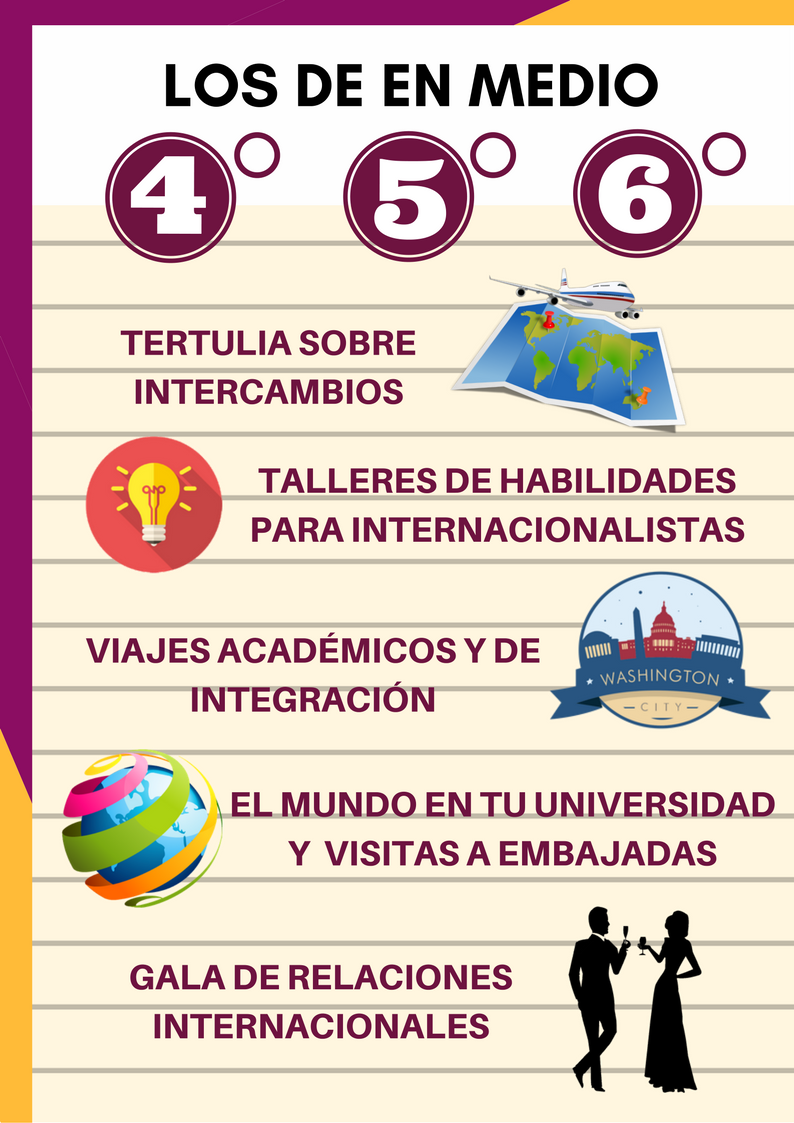 LOS DE EN MEDIO
4° 5° 6°
TERTULIA SOBRE
INTERCAMBIOS
TALLERES DE HABILIDADES
PARA INTERNACIONALISTAS
VIAJES ACADÉMICOS Y DE
INTEGRACIÓN
WASHINGTON
CITY
EL MUNDO EN TU UNIVERSIDAD
Y VISITAS A EMBAJADAS
GALA DE RELACIONES
INTERNACIONALES